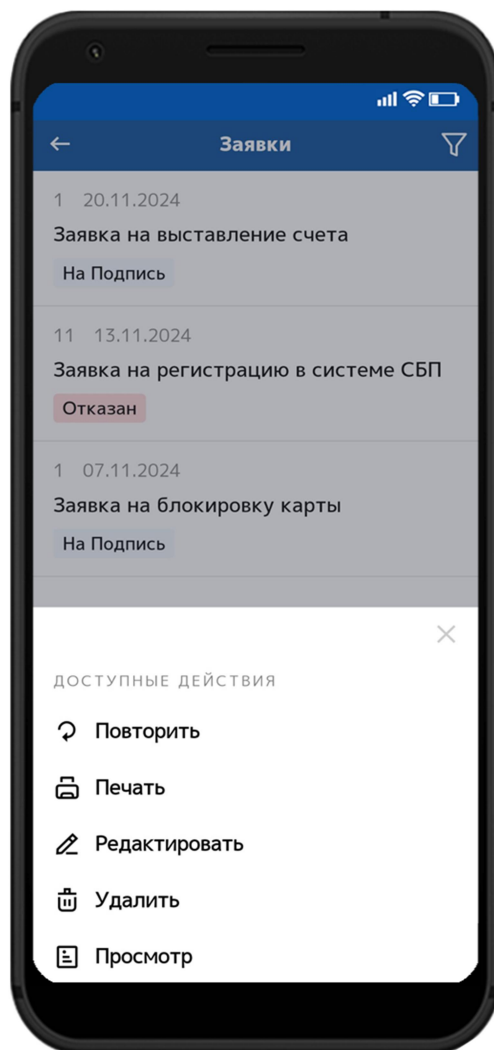 Заявки
1 20.11.2024
Заявка на выставление счета
На Подпись
11 13.11.2024
Заявка на регистрацию в системе СБП
Отказан
1 07.11.2024
Заявка на блокировку карты
На Подпись
ДОСТУПНЫЕ ДЕЙСТВИЯ
Повторить
Печать
Редактировать
Удалить
Просмотр